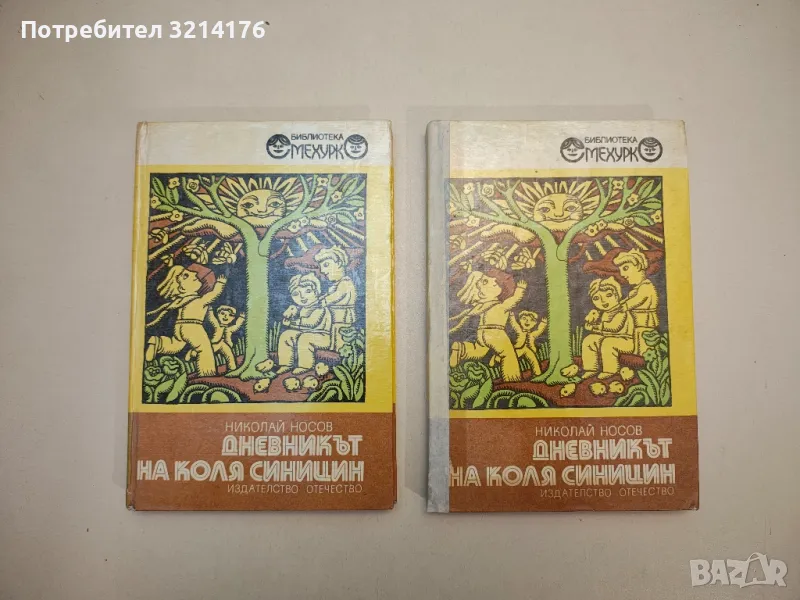 Потребител 3214176
БИБЛИОТЕКА
СМЕХУРКО
НИКОЛАЙ НОСОВ
ДНЕВНИКЪТ
НА КОЛЯ СИНИЦИН
ИЗДАТЕЛСТВО ОТЕЧЕСТВО
БИБЛИОТЕКА
СМЕХУРКО
НИКОЛАЙ НОСОВ
ДНЕВНИКЪТ
НА КОЛЯ СИНИЦИН
ИЗДАТЕЛСТВО ОТЕЧЕСТВО
BAZAR